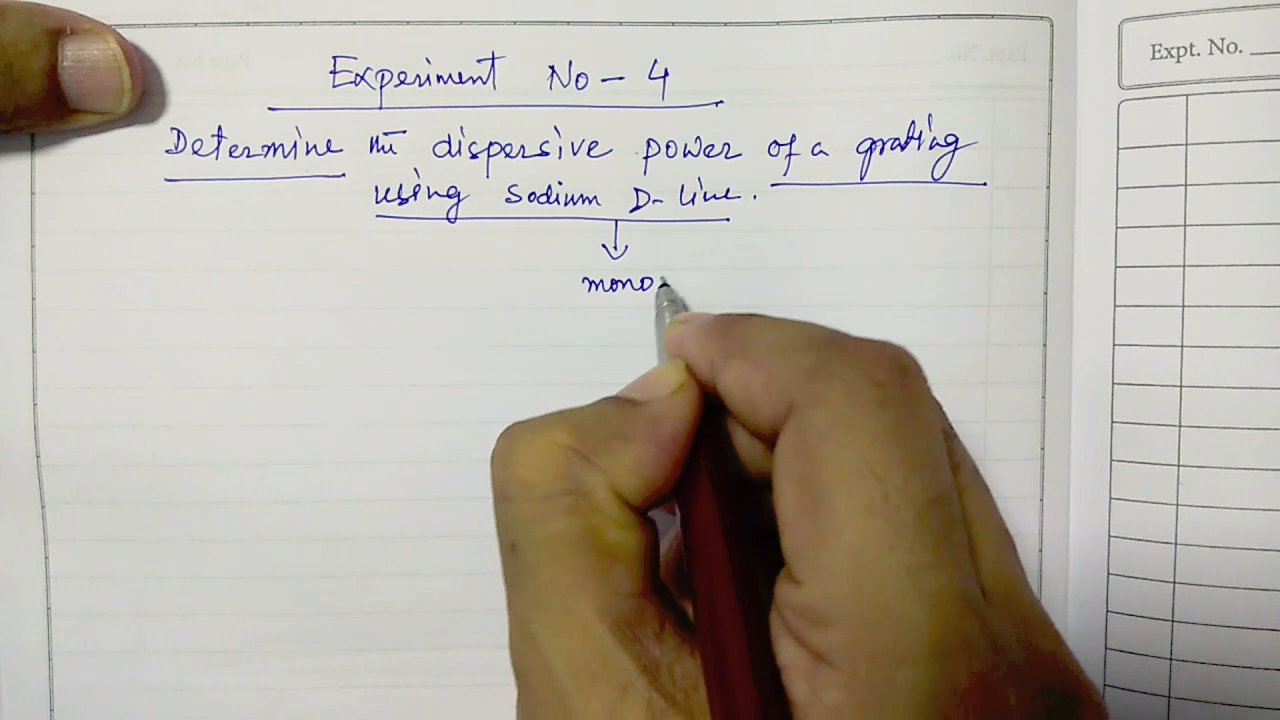 Experiment No - 4
Determine the dispersive power of a grating
using Sodium D- line.
mono
Expt. No.